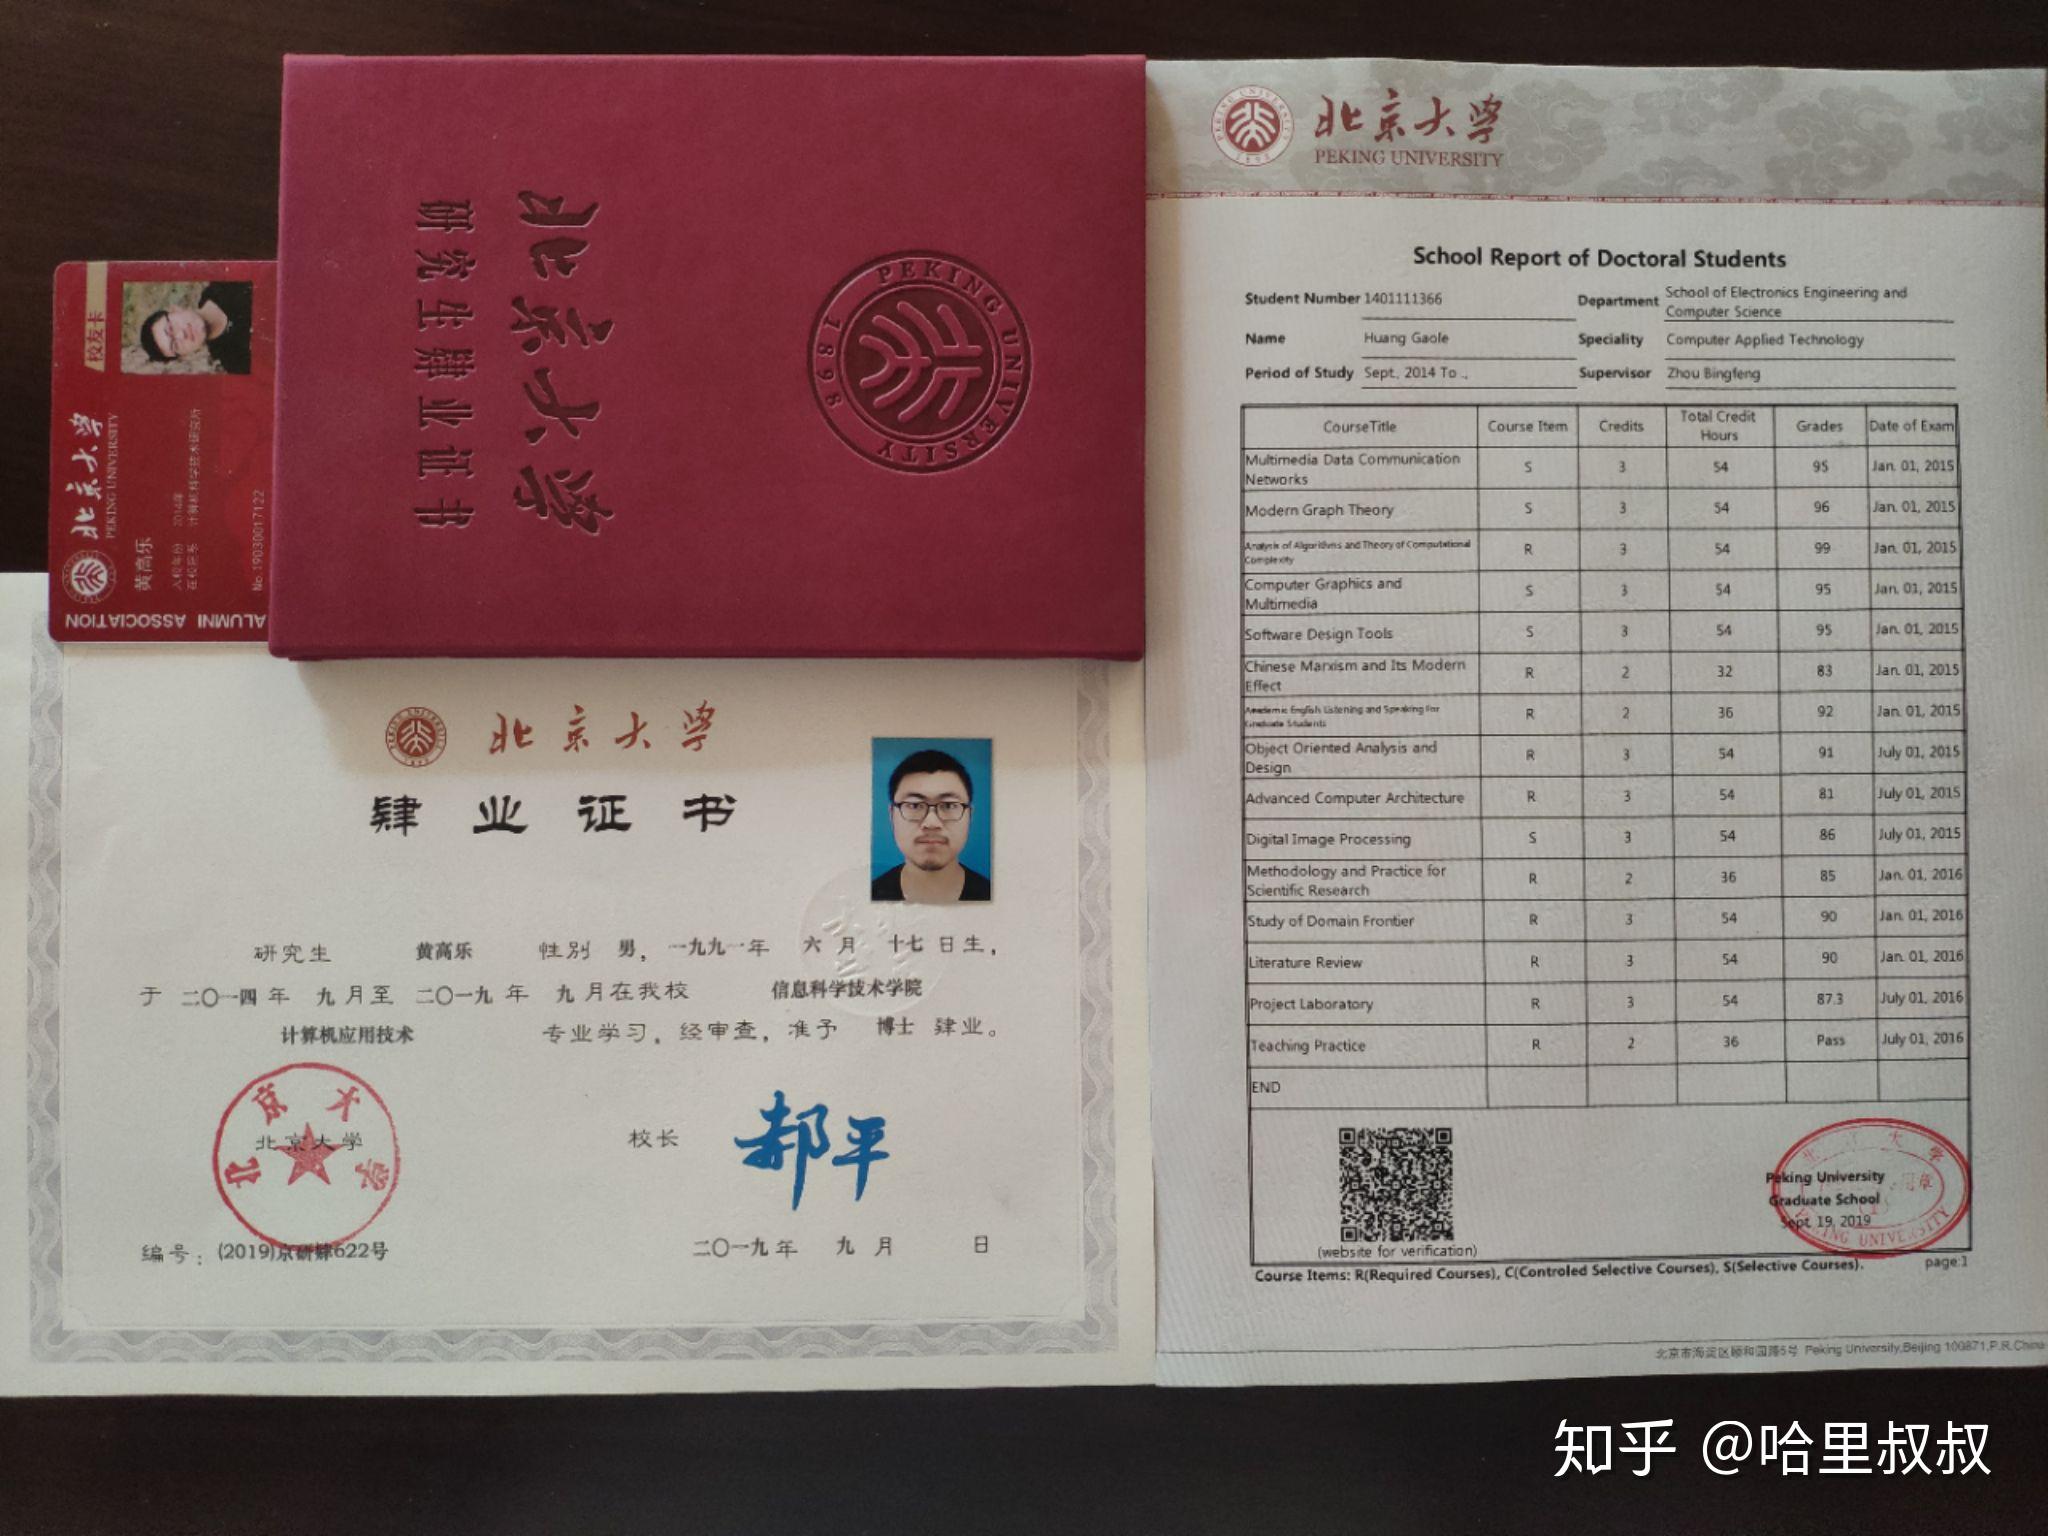 校友卡
北京大学
PEKING UNIVERSITY
黄高乐
入校年份 2014年
在校院系 计算机科学技术研究所
No.19030017122
ALUMNI ASSOCIATION
北京大学
研究生肄业证书
PEKING UNIVERSITY
1898
北京大学
肄业证书
研究生 黄高乐 性别 男，一九九一年 六 月 十七 日生，
于 二〇一四 年 九 月至 二〇一九 年 九 月在我校 信息科学技术学院
计算机应用技术 专业学习，经审查，准予 博士 肄业。
北京大学
北京大学
校长 郝平
编号：(2019)京研肄622号
二〇一九年 九 月 日
PEKING UNIVERSITY
1898
北京大学
PEKING UNIVERSITY
School Report of Doctoral Students
Student Number 1401111366 Department School of Electronics Engineering and
Computer Science
Name Huang Gaole Speciality Computer Applied Technology
Period of Study Sept., 2014 To ., Supervisor Zhou Bingfeng
CourseTitle Course Item Credits Total Credit Hours Grades Date of Exam
Multimedia Data Communication Networks S 3 54 95 Jan. 01, 2015
Modern Graph Theory S 3 54 96 Jan. 01, 2015
Analysis of Algorithms and Theory of Computational Complexity R 3 54 99 Jan. 01, 2015
Computer Graphics and Multimedia S 3 54 95 Jan. 01, 2015
Software Design Tools S 3 54 95 Jan. 01, 2015
Chinese Marxism and Its Modern Effect R 2 32 83 Jan. 01, 2015
Academic English Listening and Speaking For Graduate Students R 2 36 92 Jan. 01, 2015
Object Oriented Analysis and Design R 3 54 91 July 01, 2015
Advanced Computer Architecture R 3 54 81 July 01, 2015
Digital Image Processing S 3 54 86 July 01, 2015
Methodology and Practice for Scientific Research R 2 36 85 Jan. 01, 2016
Study of Domain Frontier R 3 54 90 Jan. 01, 2016
Literature Review R 3 54 90 Jan. 01, 2016
Project Laboratory R 3 54 87.3 July 01, 2016
Teaching Practice R 2 36 Pass July 01, 2016
END
(website for verification)
Peking University
Graduate School
Sept. 19, 2019
Course Items: R(Required Courses), C(Controled Selective Courses), S(Selective Courses).
page:1
北京市海淀区颐和园路5号 Peking University,Beijing 100871,P.R.China
知乎 @哈里叔叔